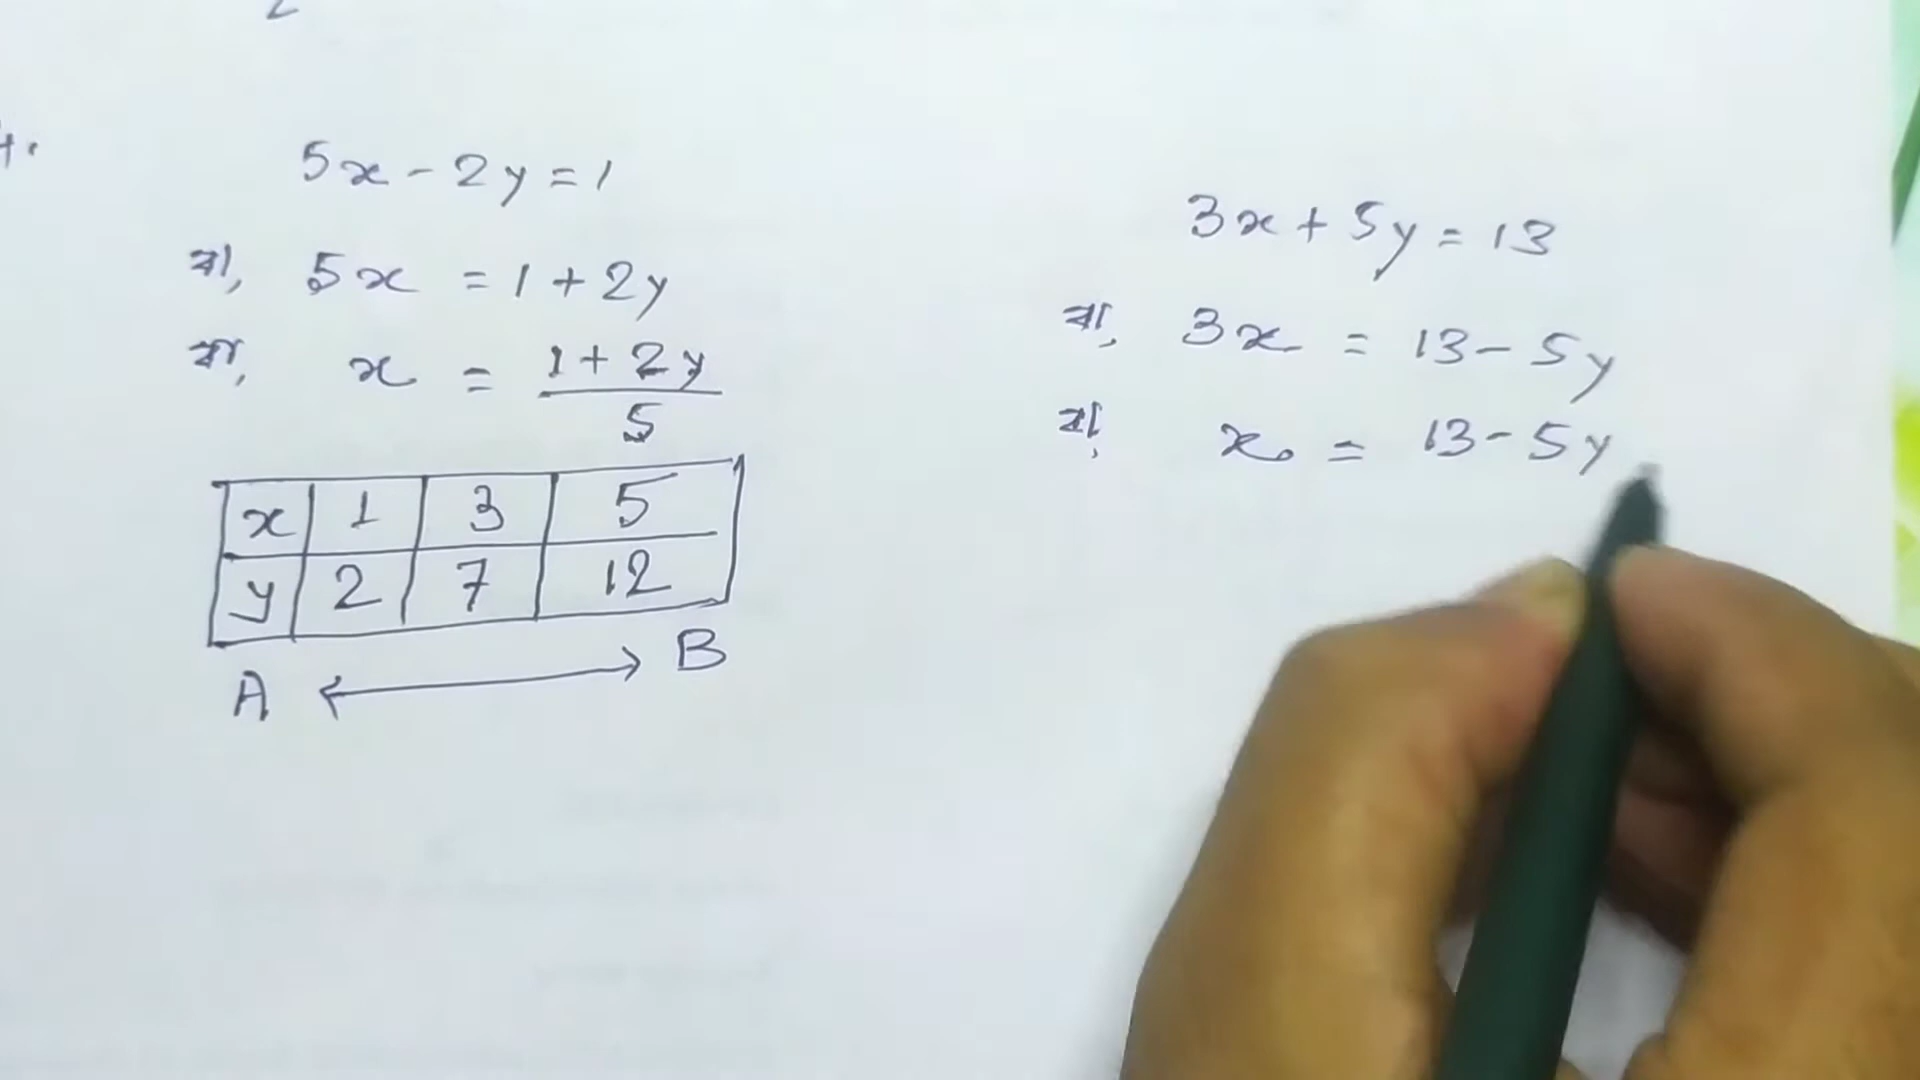 5x - 2y = 1
বা, 5x = 1 + 2y
বা, x = 1 + 2y
5
x 1 3 5
y 2 7 12
A ⟷ B
3x + 5y = 13
বা, 3x = 13 - 5y
বা, x = 13 - 5y